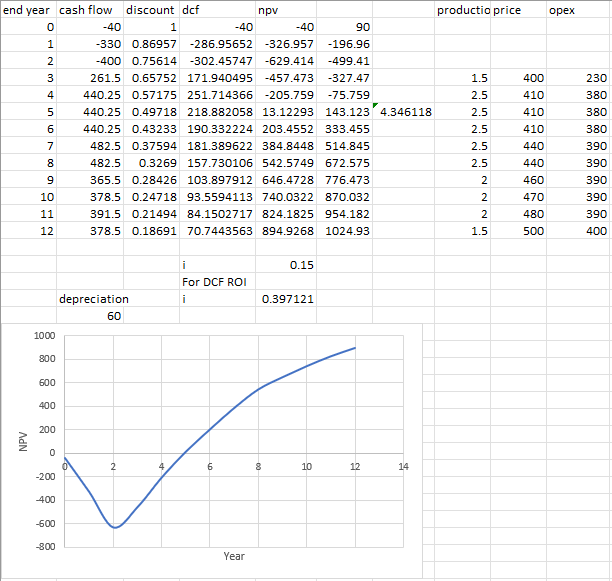 end year cash flow discount dcf npv productio price opex
0 -40 1 -40 -40 90
1 -330 0.86957 -286.95652 -326.957 -196.96
2 -400 0.75614 -302.45747 -629.414 -499.41
3 261.5 0.65752 171.940495 -457.473 -327.47 1.5 400 230
4 440.25 0.57175 251.714366 -205.759 -75.759 2.5 410 380
5 440.25 0.49718 218.882058 13.12293 143.123 4.346118 2.5 410 380
6 440.25 0.43233 190.332224 203.4552 333.455 2.5 410 380
7 482.5 0.37594 181.389622 384.8448 514.845 2.5 440 390
8 482.5 0.3269 157.730106 542.5749 672.575 2.5 440 390
9 365.5 0.28426 103.897912 646.4728 776.473 2 460 390
10 378.5 0.24718 93.5594113 740.0322 870.032 2 470 390
11 391.5 0.21494 84.1502717 824.1825 954.182 2 480 390
12 378.5 0.18691 70.7443563 894.9268 1024.93 1.5 500 400
i 0.15
For DCF ROI
depreciation i 0.397121
60
1000
800
600
400
200
0
-200
-400
-600
-800
NPV
0 2 4 6 8 10 12 14
Year